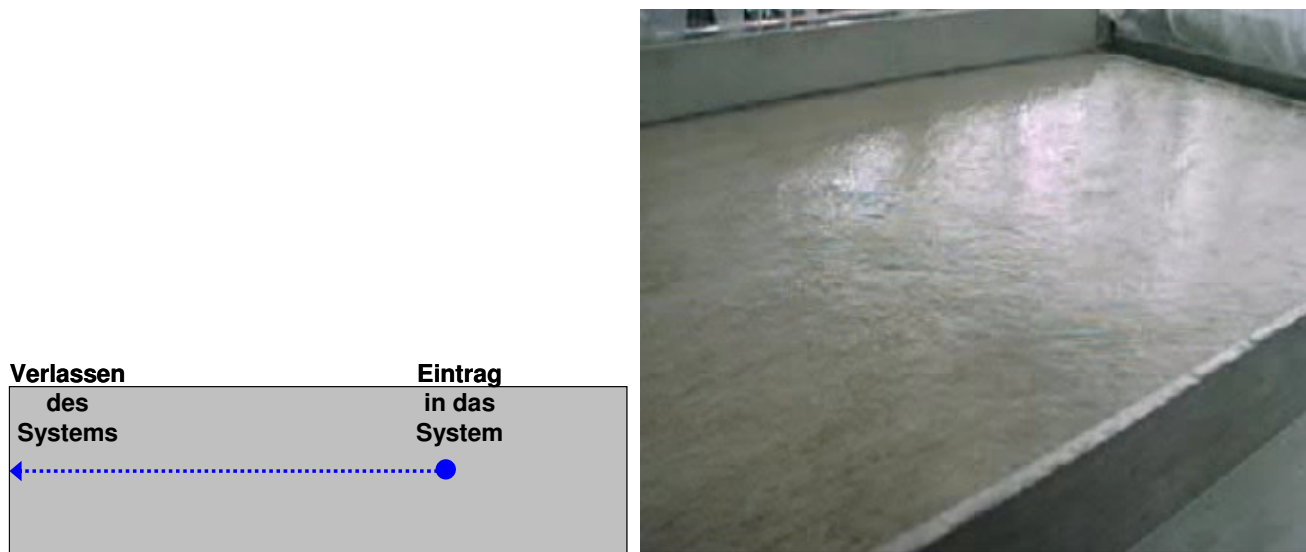 Verlassen
des
Systems
Eintrag
in das
System